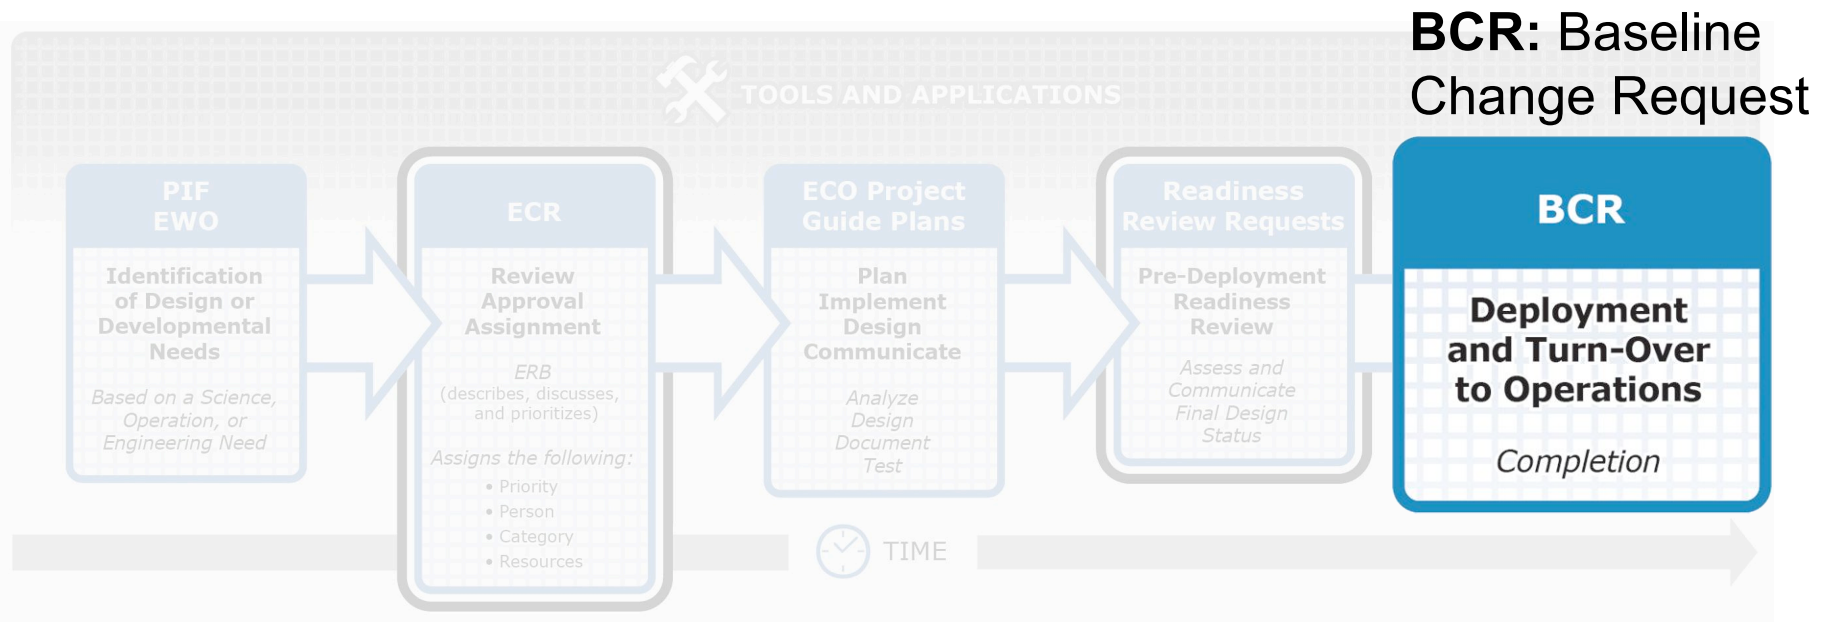 BCR: Baseline
Change Request
TOOLS AND APPLICATIONS
PIF
EWO
Identification
of Design or
Developmental
Needs
Based on a Science,
Operation, or
Engineering Need
ECR
Review
Approval
Assignment
ERB
(describes, discusses,
and prioritizes)
Assigns the following:
• Priority
• Person
• Category
• Resources
ECO Project
Guide Plans
Plan
Implement
Design
Communicate
Analyze
Design
Document
Test
Readiness
Review Requests
Pre-Deployment
Readiness
Review
Assess and
Communicate
Final Design
Status
BCR
Deployment
and Turn-Over
to Operations
Completion
TIME